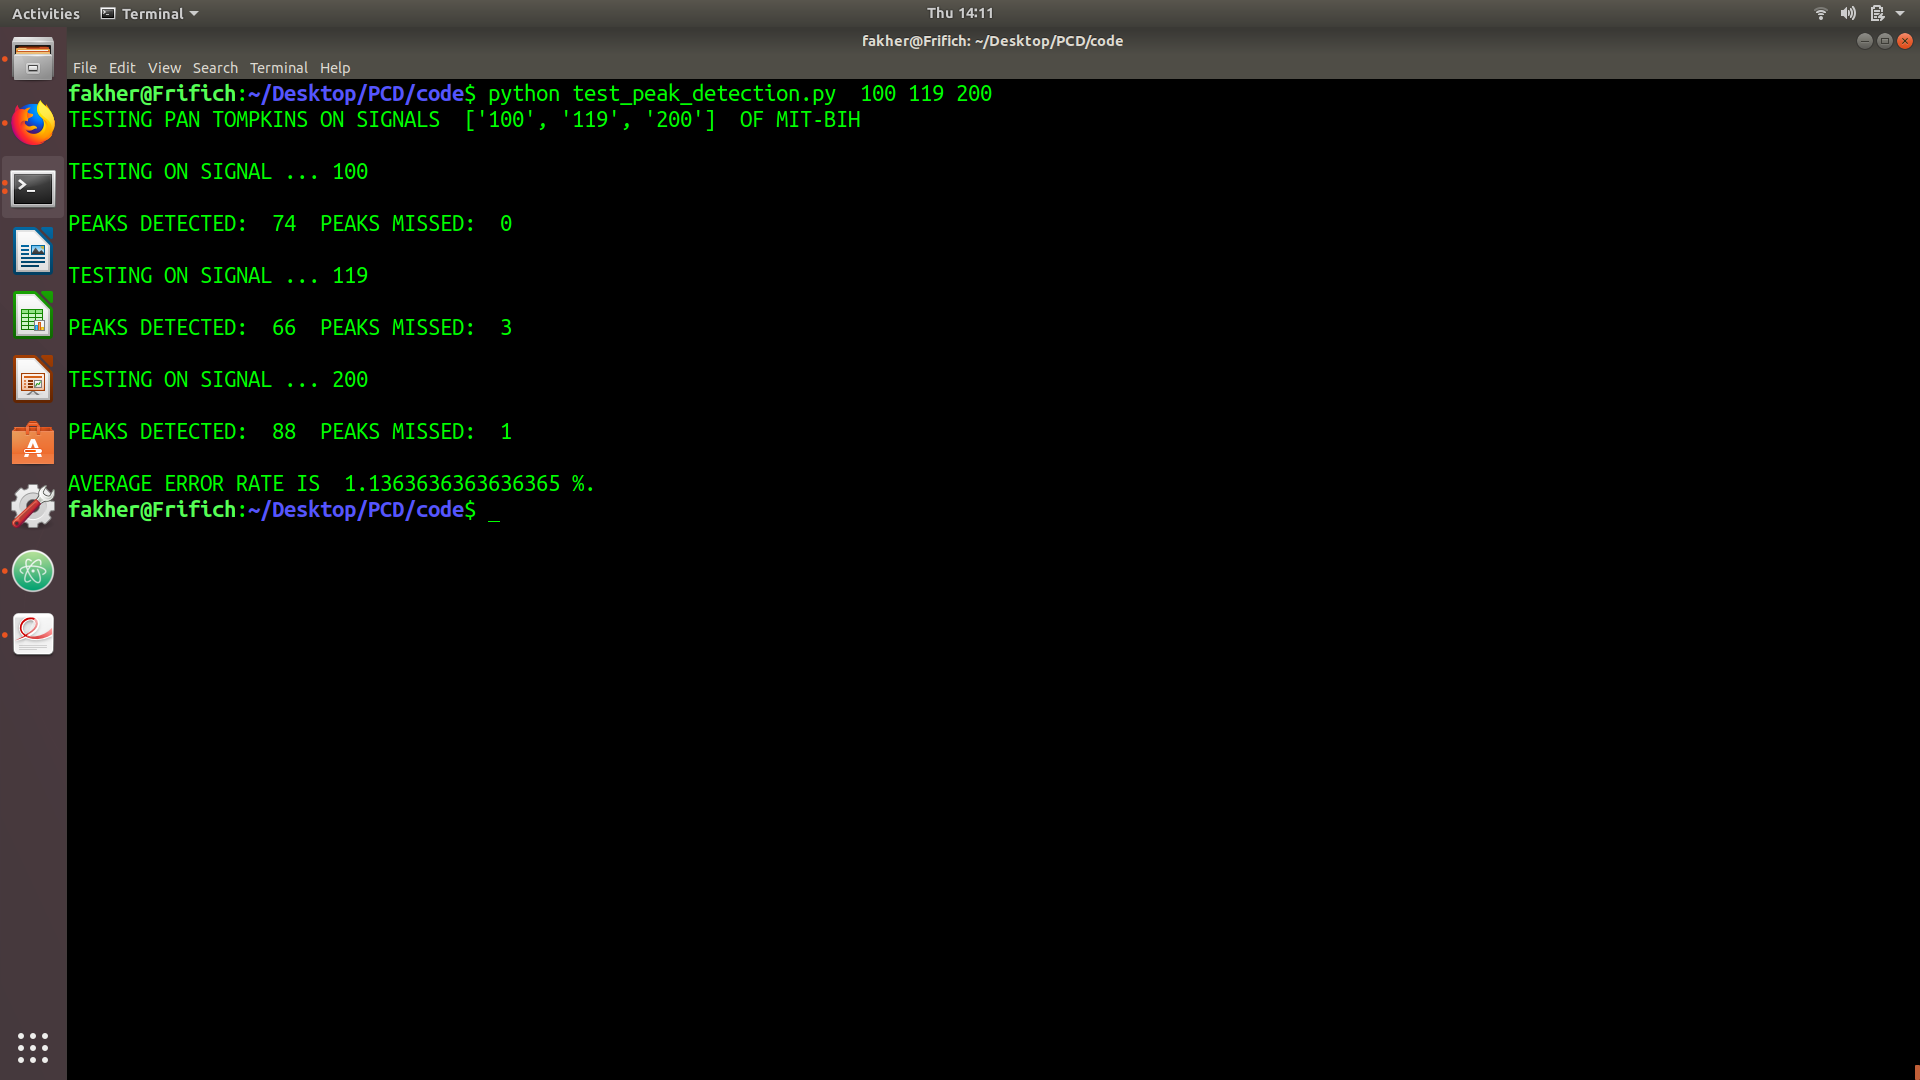 Activities Terminal Thu 14:11
fakher@Frifich: ~/Desktop/PCD/code
File Edit View Search Terminal Help
fakher@Frifich:~/Desktop/PCD/code$ python test_peak_detection.py  100 119 200
TESTING PAN TOMPKINS ON SIGNALS  ['100', '119', '200']  OF MIT-BIH
TESTING ON SIGNAL ... 100
PEAKS DETECTED:  74  PEAKS MISSED:  0
TESTING ON SIGNAL ... 119
PEAKS DETECTED:  66  PEAKS MISSED:  3
TESTING ON SIGNAL ... 200
PEAKS DETECTED:  88  PEAKS MISSED:  1
AVERAGE ERROR RATE IS  1.1363636363636365 %.
fakher@Frifich:~/Desktop/PCD/code$ _